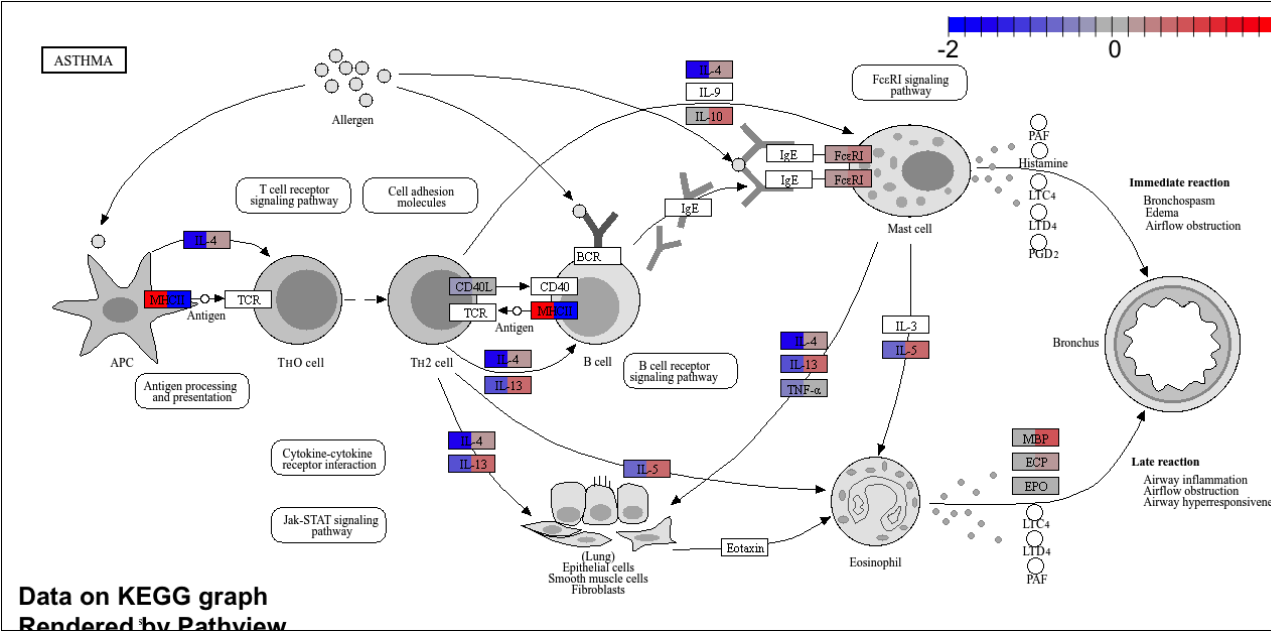 -2
0
ASTHMA
Allergen
IL-4
IL-9
IL-10
FcεRI signaling
pathway
IgE
FcεRI
IgE
FcεRI
IgE
Mast cell
PAF
Histamine
LTC4
LTD4
PGD2
Immediate reaction
Bronchospasm
Edema
Airflow obstruction
T cell receptor
signaling pathway
Cell adhesion
molecules
IL-4
BCR
MHCII
Antigen
TCR
CD40L
CD40
TCR
Antigen
MHCII
APC
TH0 cell
TH2 cell
B cell
IL-4
IL-13
B cell receptor
signaling pathway
IL-4
IL-13
TNF-α
IL-3
IL-5
Bronchus
Antigen processing
and presentation
Cytokine-cytokine
receptor interaction
Jak-STAT signaling
pathway
IL-4
IL-13
IL-5
(Lung)
Epithelial cells
Smooth muscle cells
Fibroblasts
Eotaxin
Eosinophil
MBP
ECP
EPO
LTC4
LTD4
PAF
Late reaction
Airway inflammation
Airflow obstruction
Airway hyperresponsivene
Data on KEGG graph
Rendered by Pathview